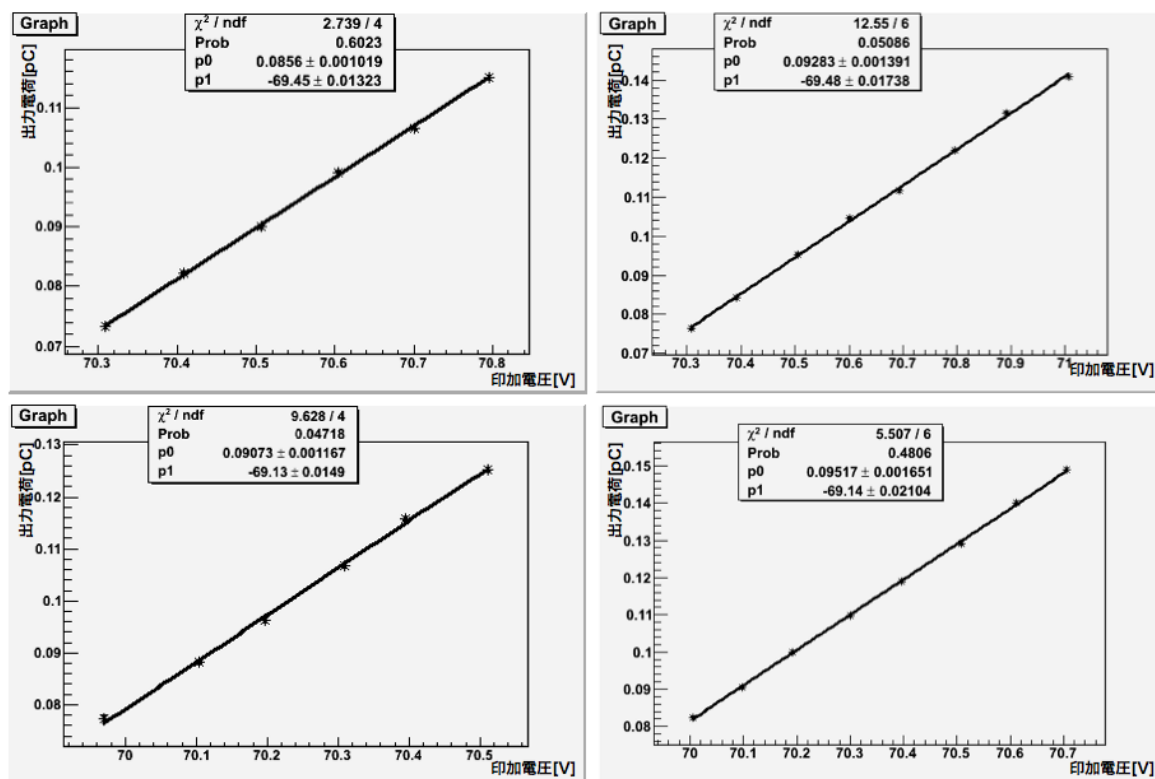 Graph
χ² / ndf 2.739 / 4
Prob 0.6023
p0 0.0856 ± 0.001019
p1 -69.45 ± 0.01323
出力電荷[pC]
0.11
0.1
0.09
0.08
0.07
70.3 70.4 70.5 70.6 70.7 70.8
印加電圧[V]
Graph
χ² / ndf 12.55 / 6
Prob 0.05086
p0 0.09283 ± 0.001391
p1 -69.48 ± 0.01738
出力電荷[pC]
0.14
0.13
0.12
0.11
0.1
0.09
0.08
0.07
70.3 70.4 70.5 70.6 70.7 70.8 70.9 71
印加電圧[V]
Graph
χ² / ndf 9.628 / 4
Prob 0.04718
p0 0.09073 ± 0.001167
p1 -69.13 ± 0.0149
出力電荷[pC]
0.13
0.12
0.11
0.1
0.09
0.08
70 70.1 70.2 70.3 70.4 70.5
印加電圧[V]
Graph
χ² / ndf 5.507 / 6
Prob 0.4806
p0 0.09517 ± 0.001651
p1 -69.14 ± 0.02104
出力電荷[pC]
0.15
0.14
0.13
0.12
0.11
0.1
0.09
0.08
70 70.1 70.2 70.3 70.4 70.5 70.6 70.7
印加電圧[V]